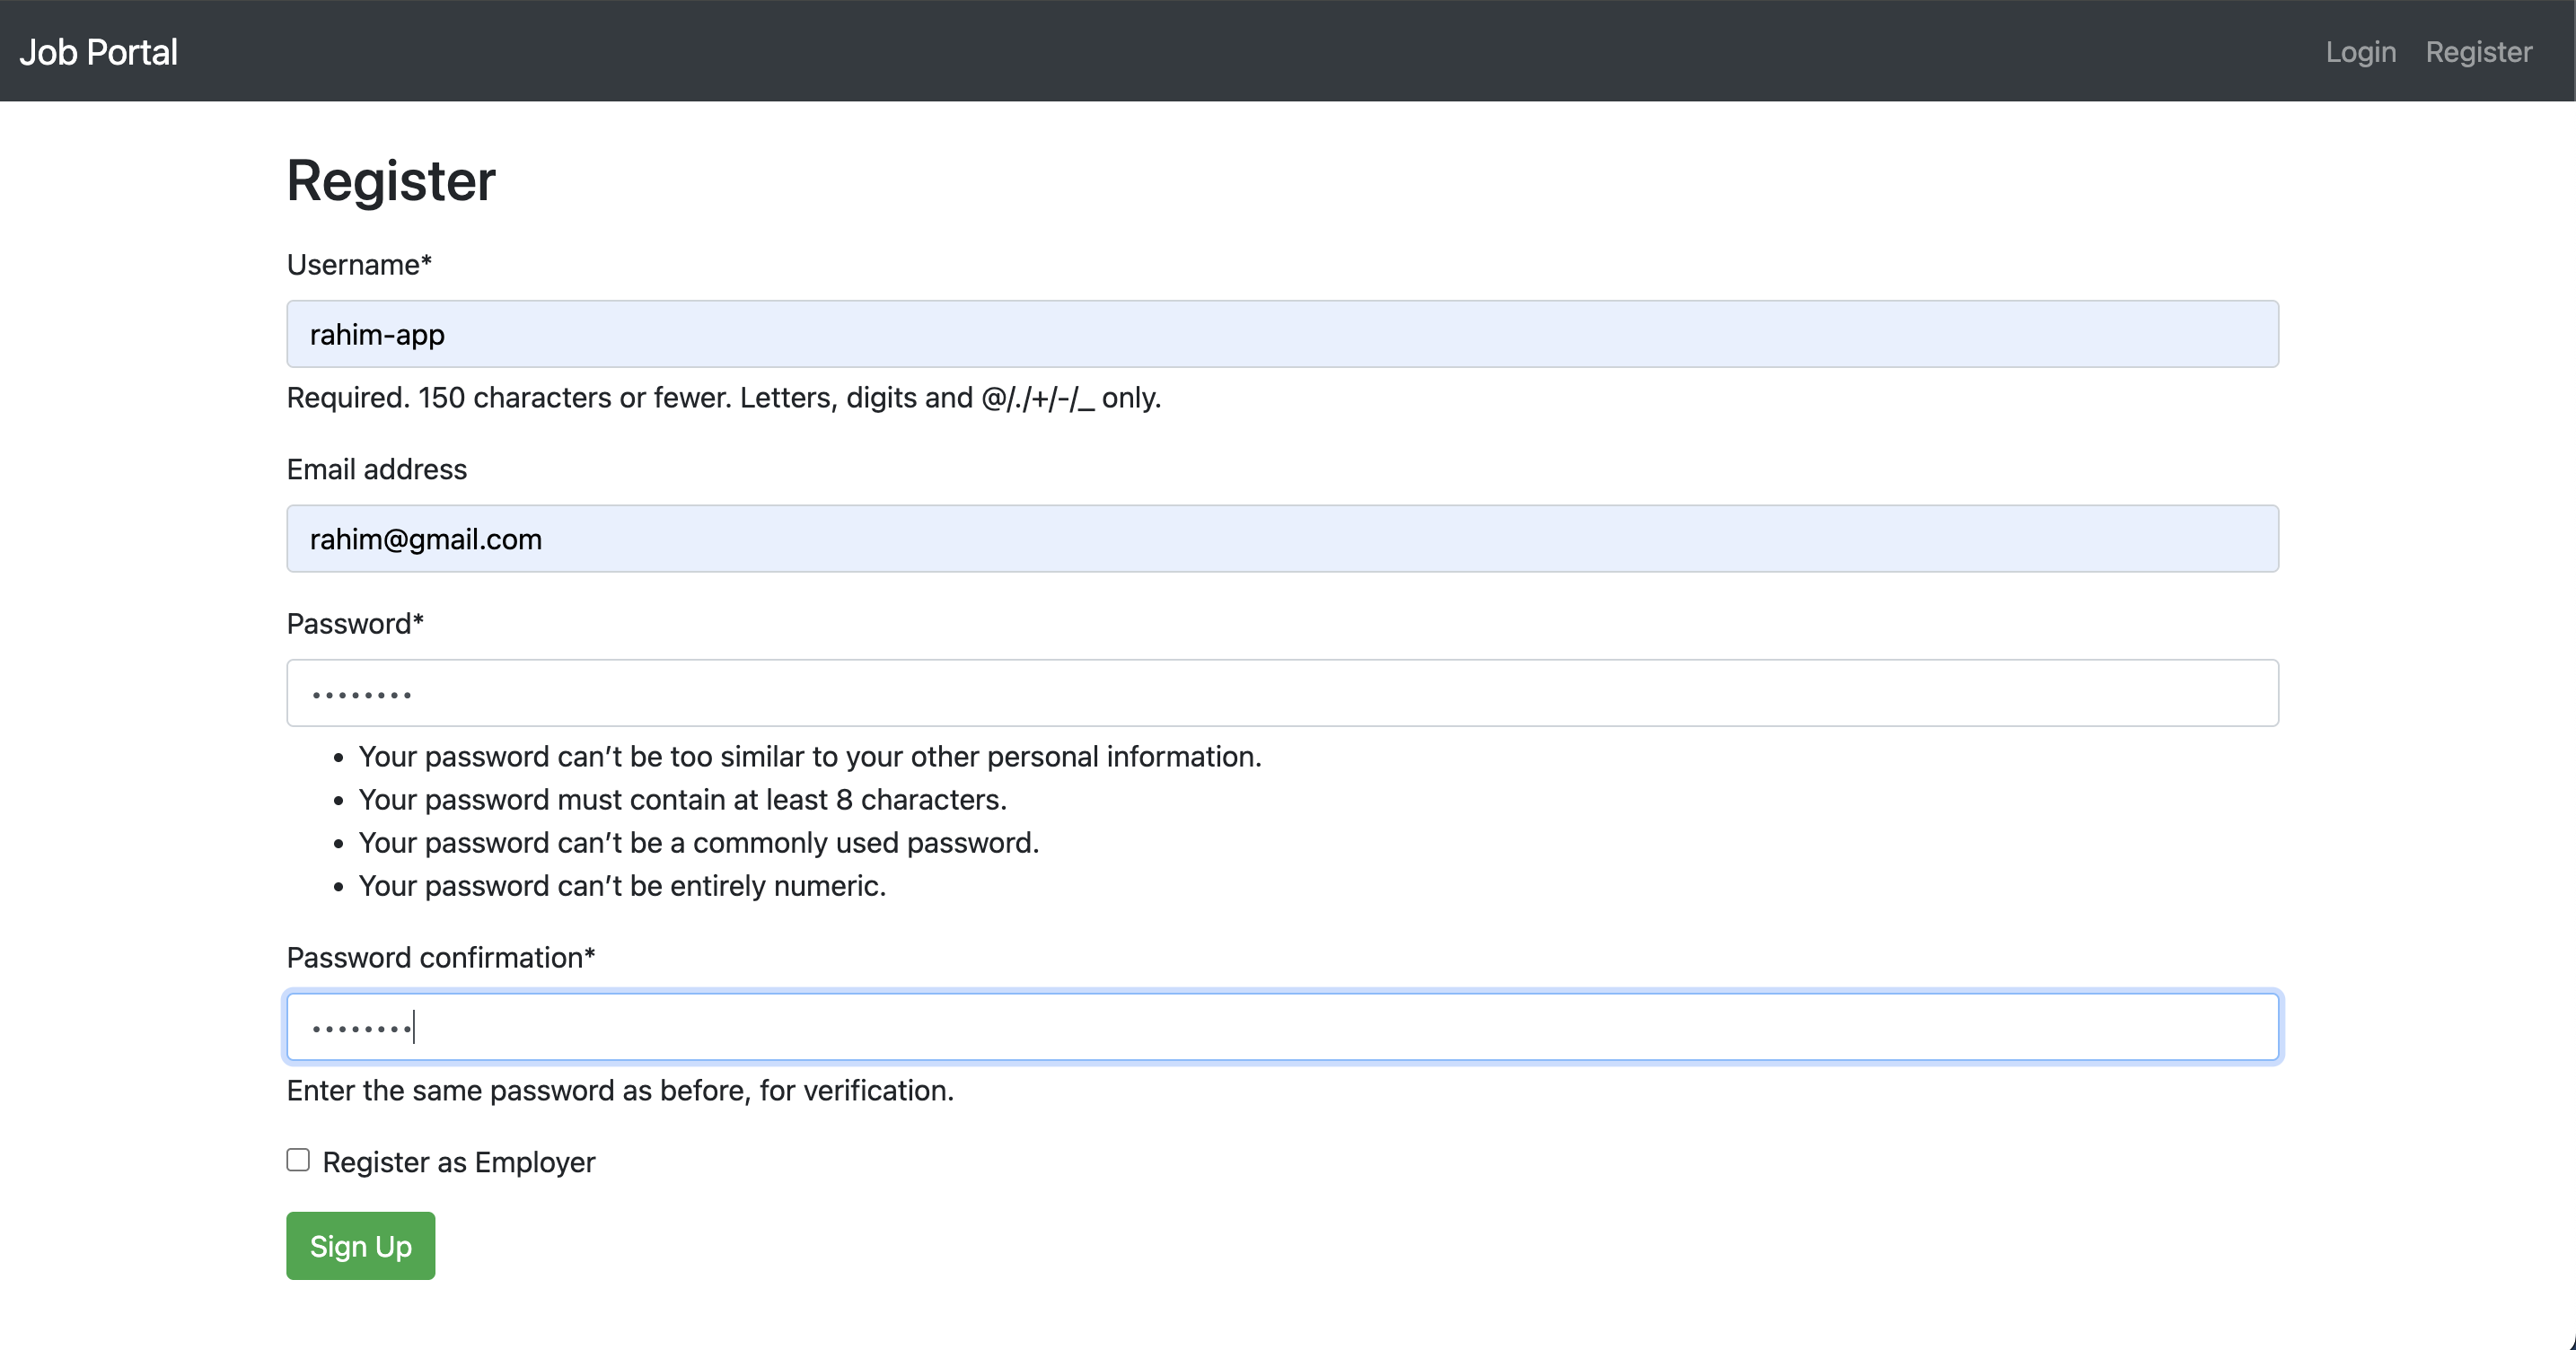 Job Portal
Login Register
Register
Username*
rahim-app
Required. 150 characters or fewer. Letters, digits and @/./+/-/_ only.
Email address
rahim@gmail.com
Password*
••••••••
• Your password can’t be too similar to your other personal information.
• Your password must contain at least 8 characters.
• Your password can’t be a commonly used password.
• Your password can’t be entirely numeric.
Password confirmation*
••••••••
Enter the same password as before, for verification.
Register as Employer
Sign Up